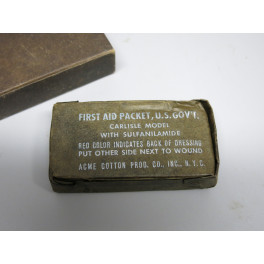 FIRST AID PACKET, U.S. GOV'T.
CARLISLE MODEL
WITH SULFANILAMIDE
RED COLOR INDICATES BACK OF DRESSING
PUT OTHER SIDE NEXT TO WOUND
ACME COTTON PROD. CO., INC., N.Y.C.